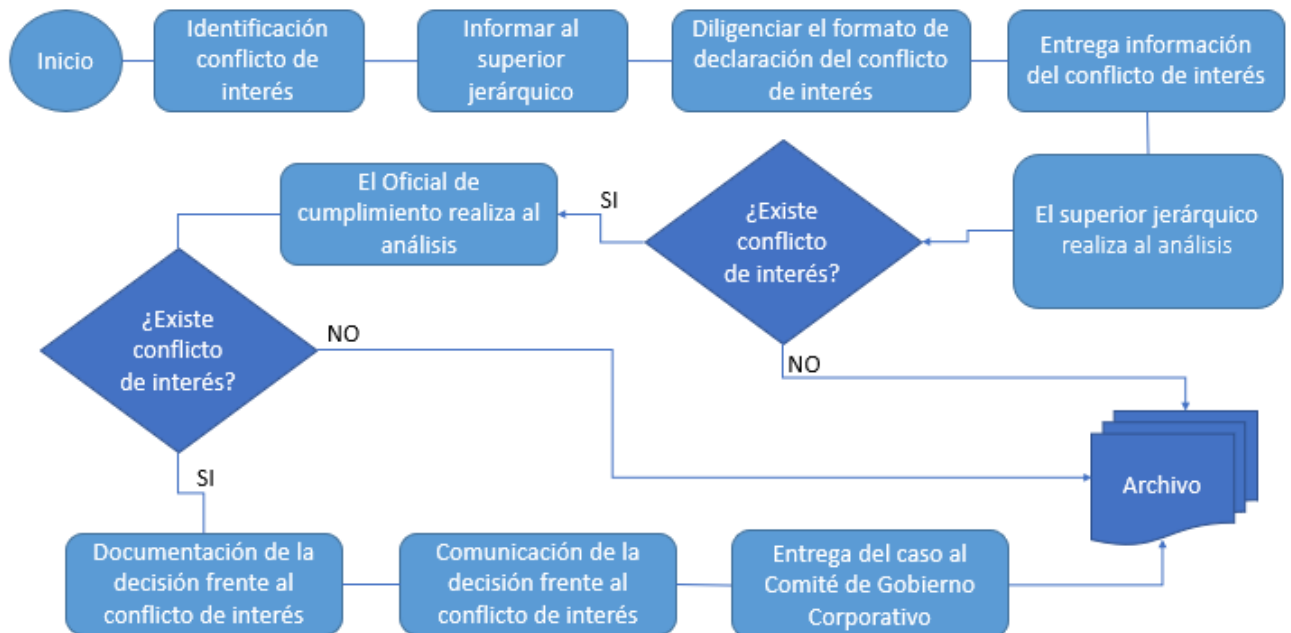 Inicio
Identificación
conflicto de
interés
Informar al
superior
jerárquico
Diligenciar el formato de
declaración del conflicto
de interés
Entrega información
del conflicto de interés
El superior jerárquico
realiza al análisis
¿Existe
conflicto
de interés?
SI
NO
El Oficial de
cumplimiento realiza al
análisis
¿Existe
conflicto
de interés?
NO
SI
Archivo
Documentación de la
decisión frente al
conflicto de interés
Comunicación de la
decisión frente al
conflicto de interés
Entrega del caso al
Comité de Gobierno
Corporativo